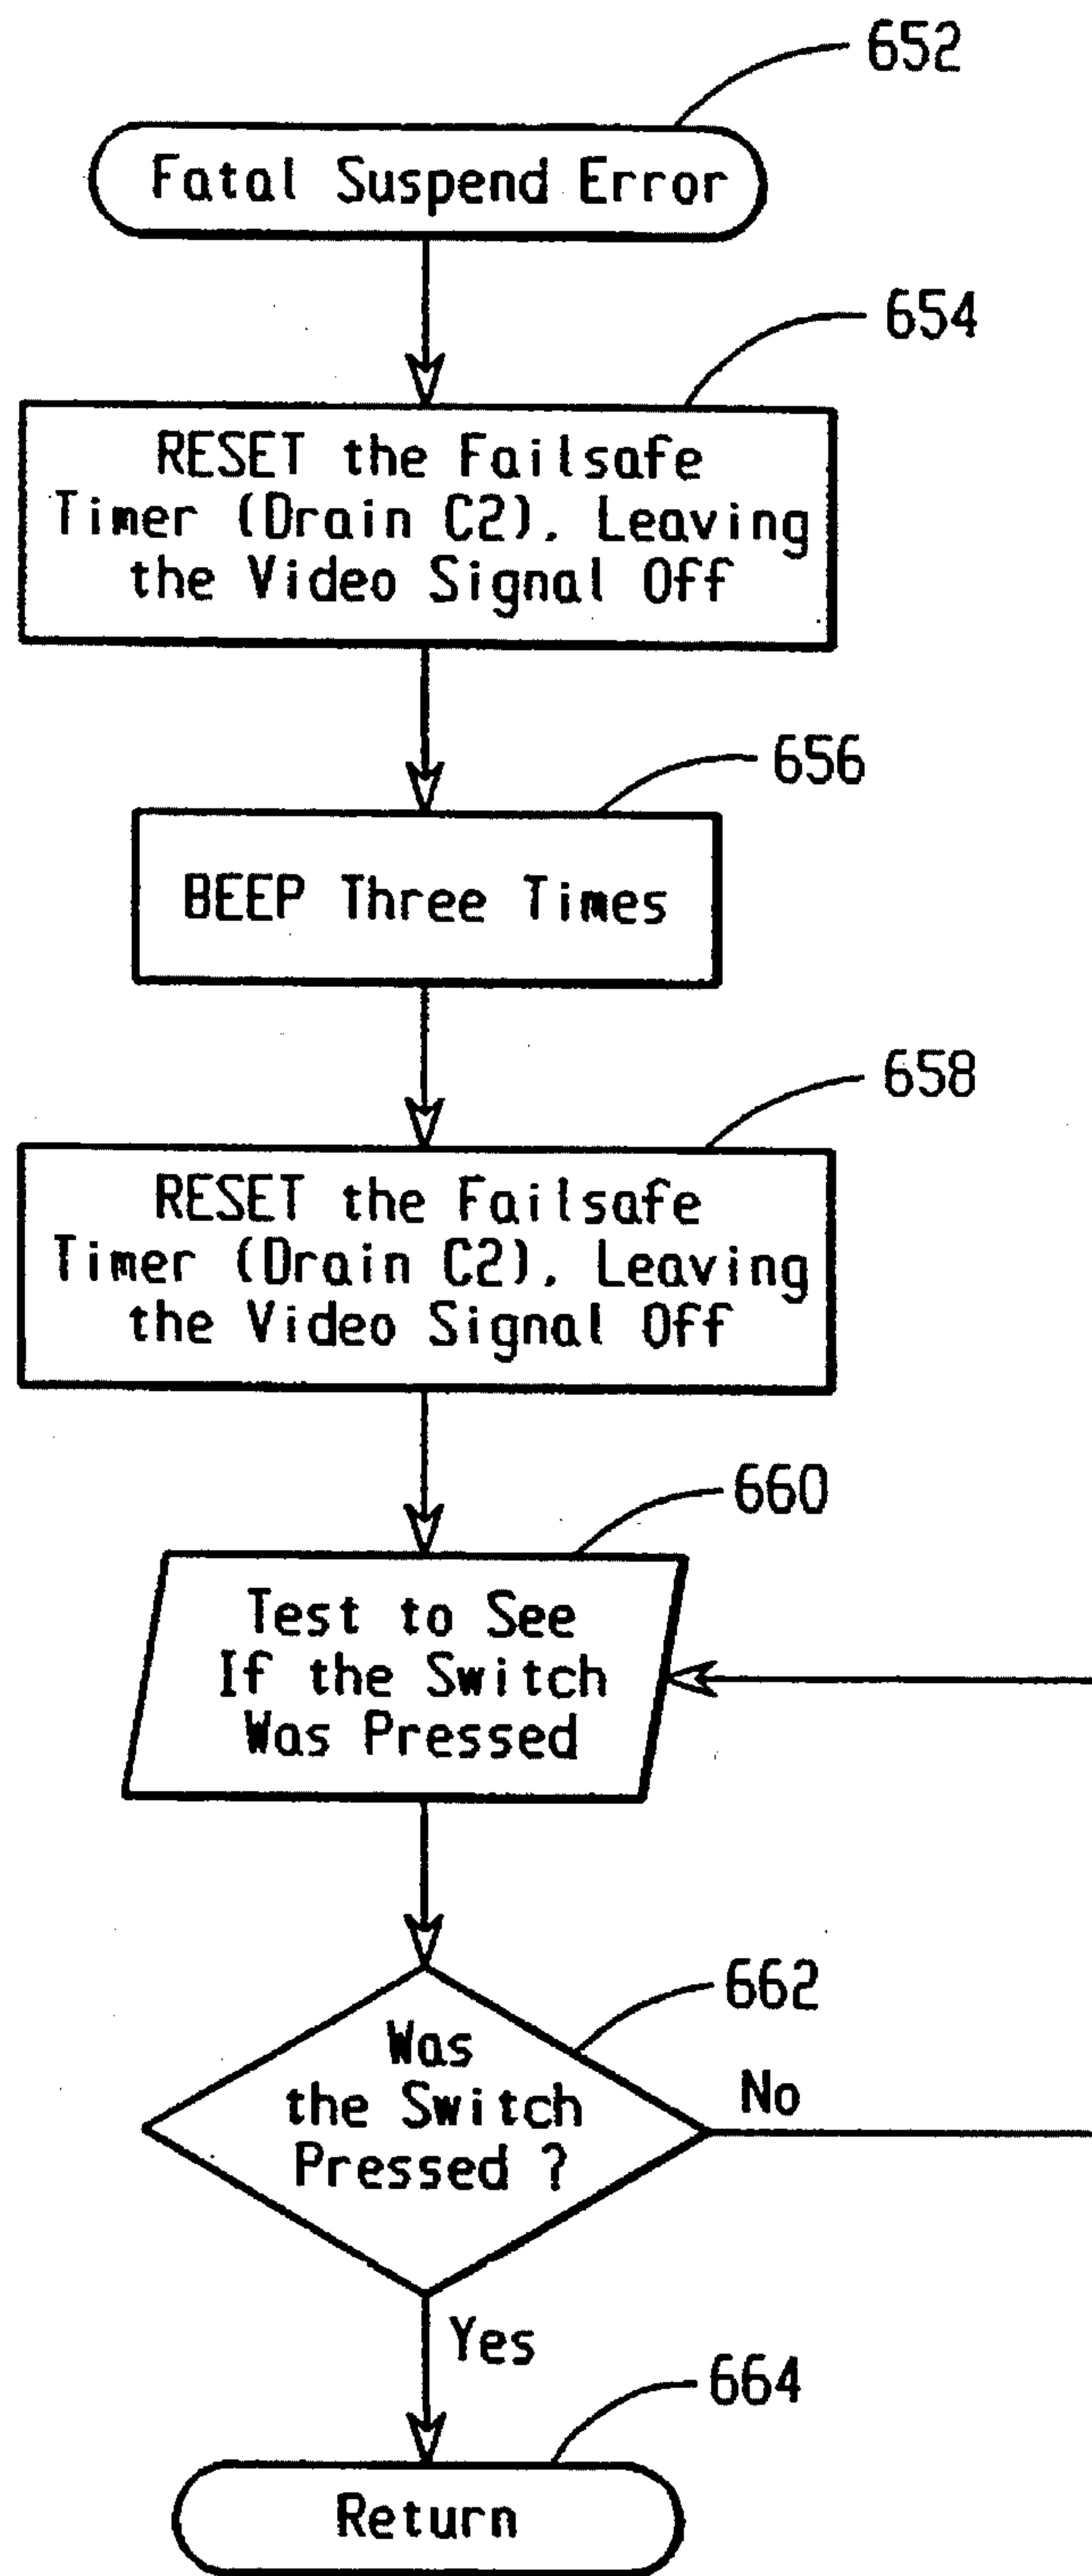 652
Fatal Suspend Error
654
RESET the Failsafe
Timer (Drain C2), Leaving
the Video Signal Off
656
BEEP Three Times
658
RESET the Failsafe
Timer (Drain C2), Leaving
the Video Signal Off
660
Test to See
If the Switch
Was Pressed
662
Was
the Switch
Pressed ?
No
Yes
664
Return